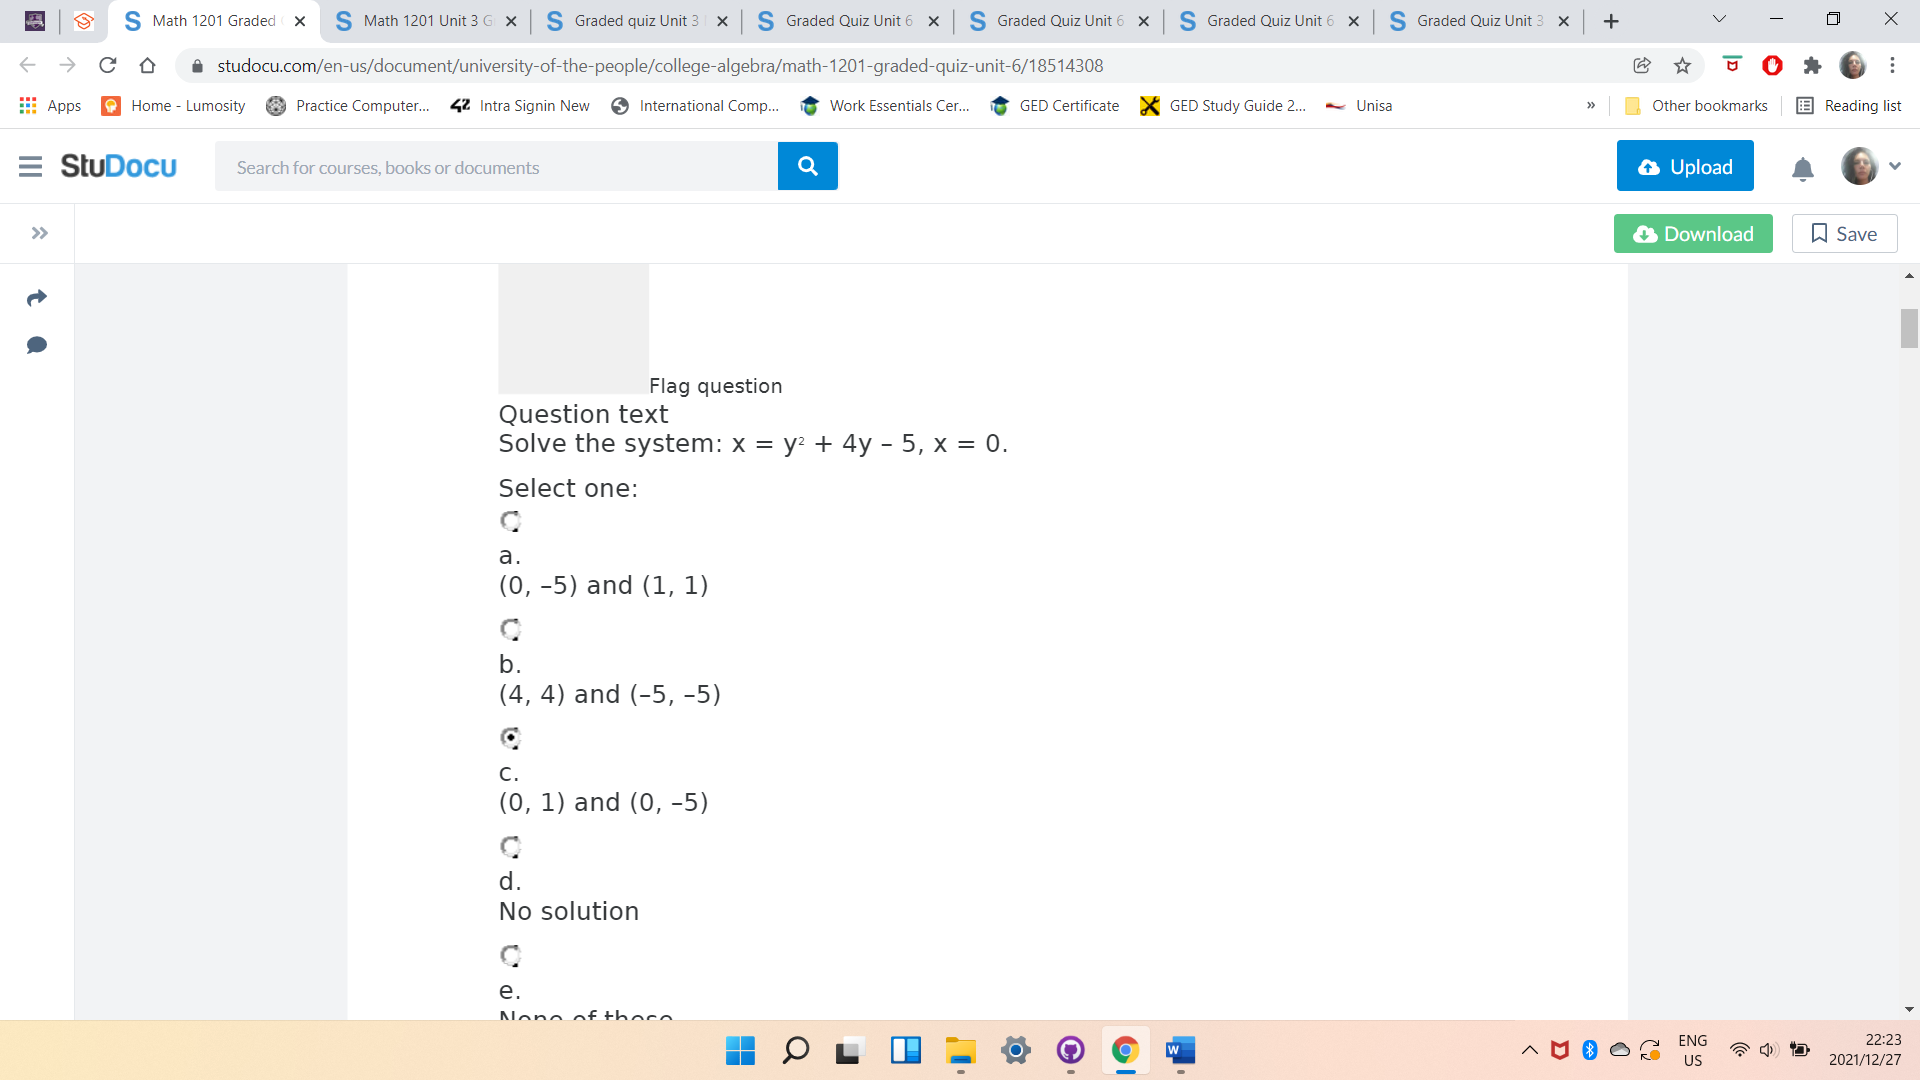 Math 1201 Graded
Math 1201 Unit 3 G
Graded quiz Unit 3
Graded Quiz Unit 6
Graded Quiz Unit 6
Graded Quiz Unit 6
Graded Quiz Unit 3
studocu.com/en-us/document/university-of-the-people/college-algebra/math-1201-graded-quiz-unit-6/18514308
Apps
Home - Lumosity
Practice Computer...
Intra Signin New
International Comp...
Work Essentials Cer...
GED Certificate
GED Study Guide 2...
Unisa
»
Other bookmarks
Reading list
StuDocu
Search for courses, books or documents
Upload
Download
Save
Flag question
Question text
Solve the system: x = y² + 4y – 5, x = 0.
Select one:
a.
(0, –5) and (1, 1)
b.
(4, 4) and (–5, –5)
c.
(0, 1) and (0, –5)
d.
No solution
e.
None of these
ENG
US
22:23
2021/12/27